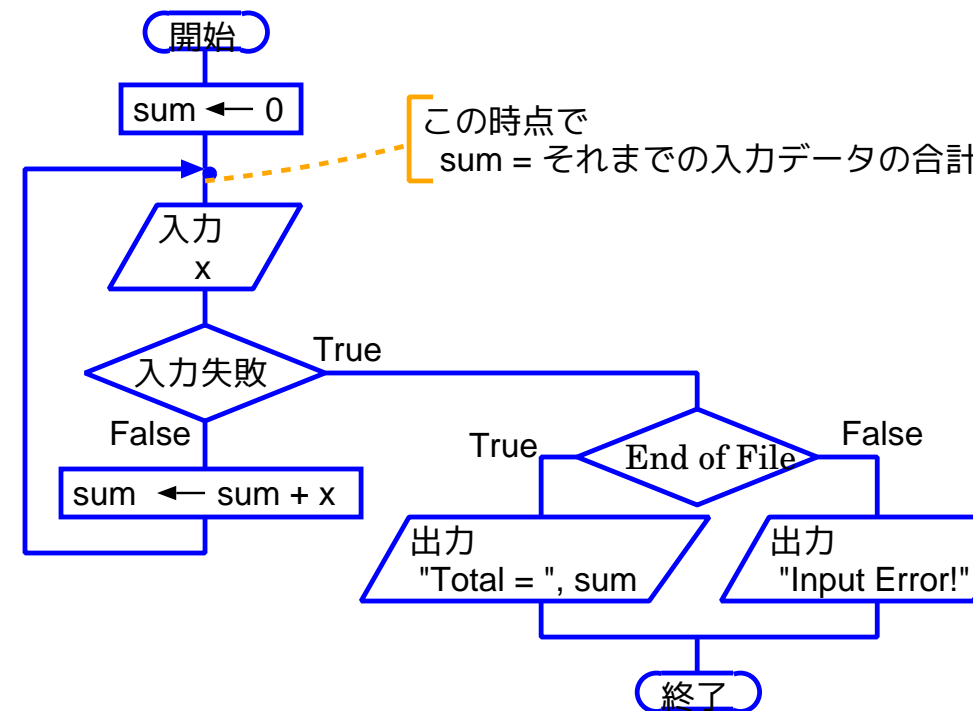 開始
sum ← 0
この時点で
sum = それまでの入力データの合計
入力
x
入力失敗
True
False
sum ← sum + x
True
End of File
False
出力
"Total = ", sum
出力
"Input Error!"
終了